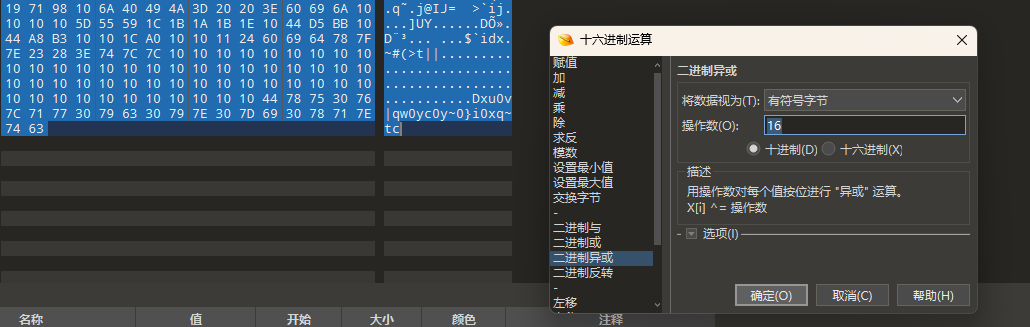 19 71 98 10 6A 40 49 4A 3D 20 20 3E 60 69 6A 10
10 10 5D 55 59 1C 1B 1A 1B 1E 10 44 D5 BB 10
44 A8 B3 10 10 1C A0 10 10 11 24 60 69 64 78 7F
7E 23 28 3E 74 7C 7C 10 10 10 10 10 10 10 10
10 10 10 10 10 10 10 10 10 10 10 10 10 10 10 10
10 10 10 10 10 10 10 10 10 10 10 10 10 10 10 10
10 10 10 10 10 10 10 10 10 10 44 78 75 30 76
7C 71 77 30 79 63 30 79 7E 30 7D 69 30 78 71 7E
74 63
.q˜.j@IJ=  >`ij.
...]UY......DÕ».
D¨³... ...$`idx.
~#(>t||.........
................
................
...........Dxu0v
|qw0yc0y~0}i0xq~
tc
名称 值 开始 大小 颜色 注释
十六进制运算
赋值
加
减
乘
除
求反
模数
设置最小值
设置最大值
交换字节
-
二进制与
二进制或
二进制异或
二进制反转
-
左移
二进制异或
将数据视为(T): 有符号字节
操作数(O): 16
十进制(D) 十六进制(X)
描述
用操作数对每个值按位进行 "异或" 运算。
X[i] ^= 操作数
选项(I)
确定(O) 取消(C) 帮助(H)